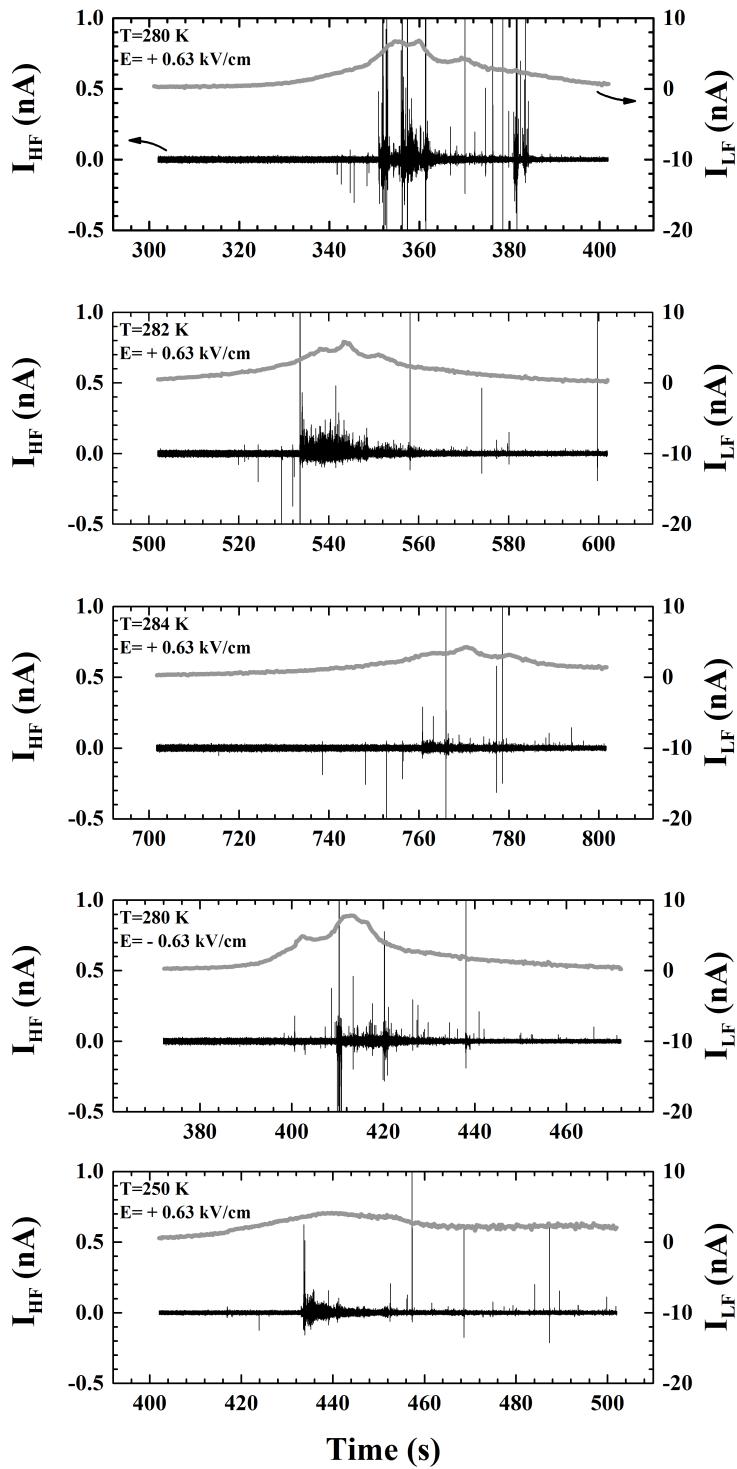 1.0 10
T=280 K
E= + 0.63 kV/cm
0.5 0
0.0 -10
-0.5 -20
I_HF (nA) I_LF (nA)
300 320 340 360 380 400
1.0 10
T=282 K
E= + 0.63 kV/cm
0.5 0
0.0 -10
-0.5 -20
I_HF (nA) I_LF (nA)
500 520 540 560 580 600
1.0 10
T=284 K
E= + 0.63 kV/cm
0.5 0
0.0 -10
-0.5 -20
I_HF (nA) I_LF (nA)
700 720 740 760 780 800
1.0 10
T=280 K
E= - 0.63 kV/cm
0.5 0
0.0 -10
-0.5 -20
I_HF (nA) I_LF (nA)
380 400 420 440 460
1.0 10
T=250 K
E= + 0.63 kV/cm
0.5 0
0.0 -10
-0.5 -20
I_HF (nA) I_LF (nA)
400 420 440 460 480 500
Time (s)